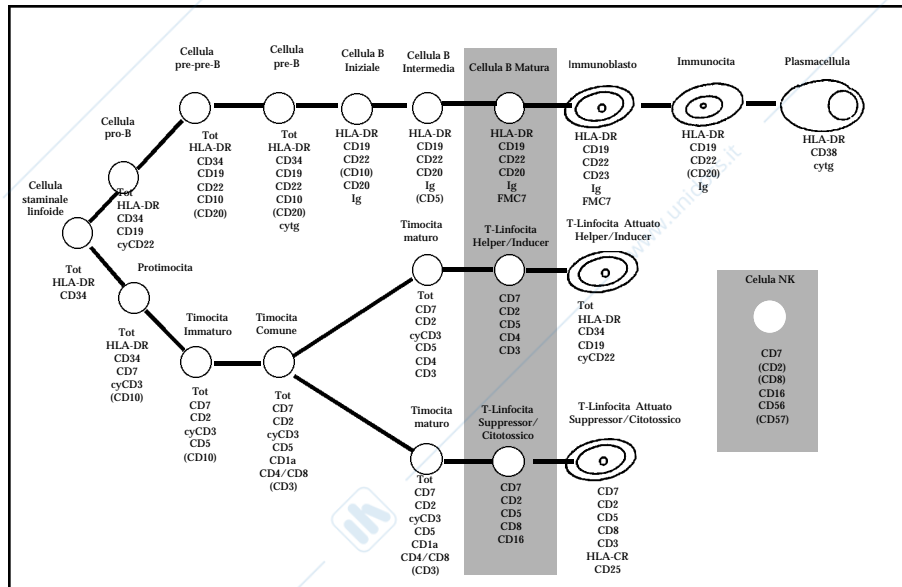 Cellula
pre-pre-B
Cellula
pre-B
Cellula B
Iniziale
Cellula B
Intermedia
Cellula B Matura
Immunoblasto
Immunocita
Plasmacellula
Cellula
pro-B
Tot
HLA-DR
CD34
CD19
CD22
CD10
(CD20)
Tot
HLA-DR
CD34
CD19
CD22
CD10
(CD20)
cytg
HLA-DR
CD19
CD22
(CD10)
CD20
Ig
HLA-DR
CD19
CD22
CD20
Ig
(CD5)
HLA-DR
CD19
CD22
CD20
Ig
FMC7
HLA-DR
CD19
CD22
CD23
Ig
FMC7
HLA-DR
CD19
CD22
(CD20)
Ig
HLA-DR
CD38
cytg
Cellula
staminale
linfoide
Tot
HLA-DR
CD34
CD19
cyCD22
Tot
HLA-DR
CD34
Protimocita
Tot
HLA-DR
CD34
CD7
cyCD3
(CD10)
Timocita
Immaturo
Tot
CD7
CD2
cyCD3
CD5
(CD10)
Timocita
Comune
Tot
CD7
CD2
cyCD3
CD5
CD1a
CD4/CD8
(CD3)
Timocita
maturo
Tot
CD7
CD2
cyCD3
CD5
CD4
CD3
T-Linfocita
Helper/Inducer
CD7
CD2
CD5
CD4
CD3
T-Linfocita Attuato
Helper/Inducer
Tot
HLA-DR
CD34
CD19
cyCD22
Timocita
maturo
Tot
CD7
CD2
cyCD3
CD5
CD1a
CD4/CD8
(CD3)
T-Linfocita
Suppressor/
Citotossico
CD7
CD2
CD5
CD8
CD16
T-Linfocita Attuato
Suppressor/Citotossico
CD7
CD2
CD5
CD8
CD3
HLA-CR
CD25
Celula NK
CD7
(CD2)
(CD8)
CD16
CD56
(CD57)